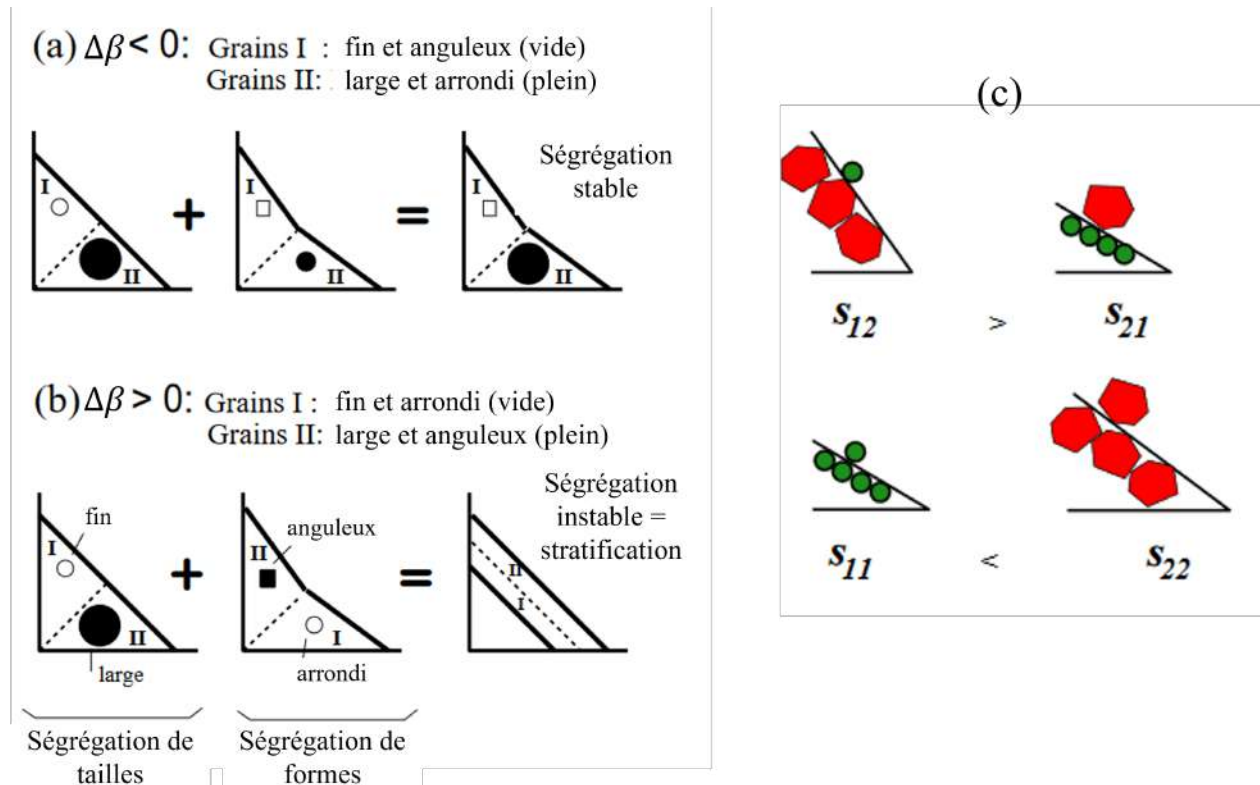 (a) Δβ < 0: Grains I : fin et anguleux (vide)
Grains II: large et arrondi (plein)
I
II
+
I
II
=
I
II
Ségrégation
stable
(b) Δβ > 0: Grains I : fin et arrondi (vide)
Grains II: large et anguleux (plein)
fin
I
II
large
+
anguleux
II
I
arrondi
=
II
I
Ségrégation
instable =
stratification
Ségrégation de
tailles
Ségrégation de
formes
(c)
s12 > s21
s11 < s22